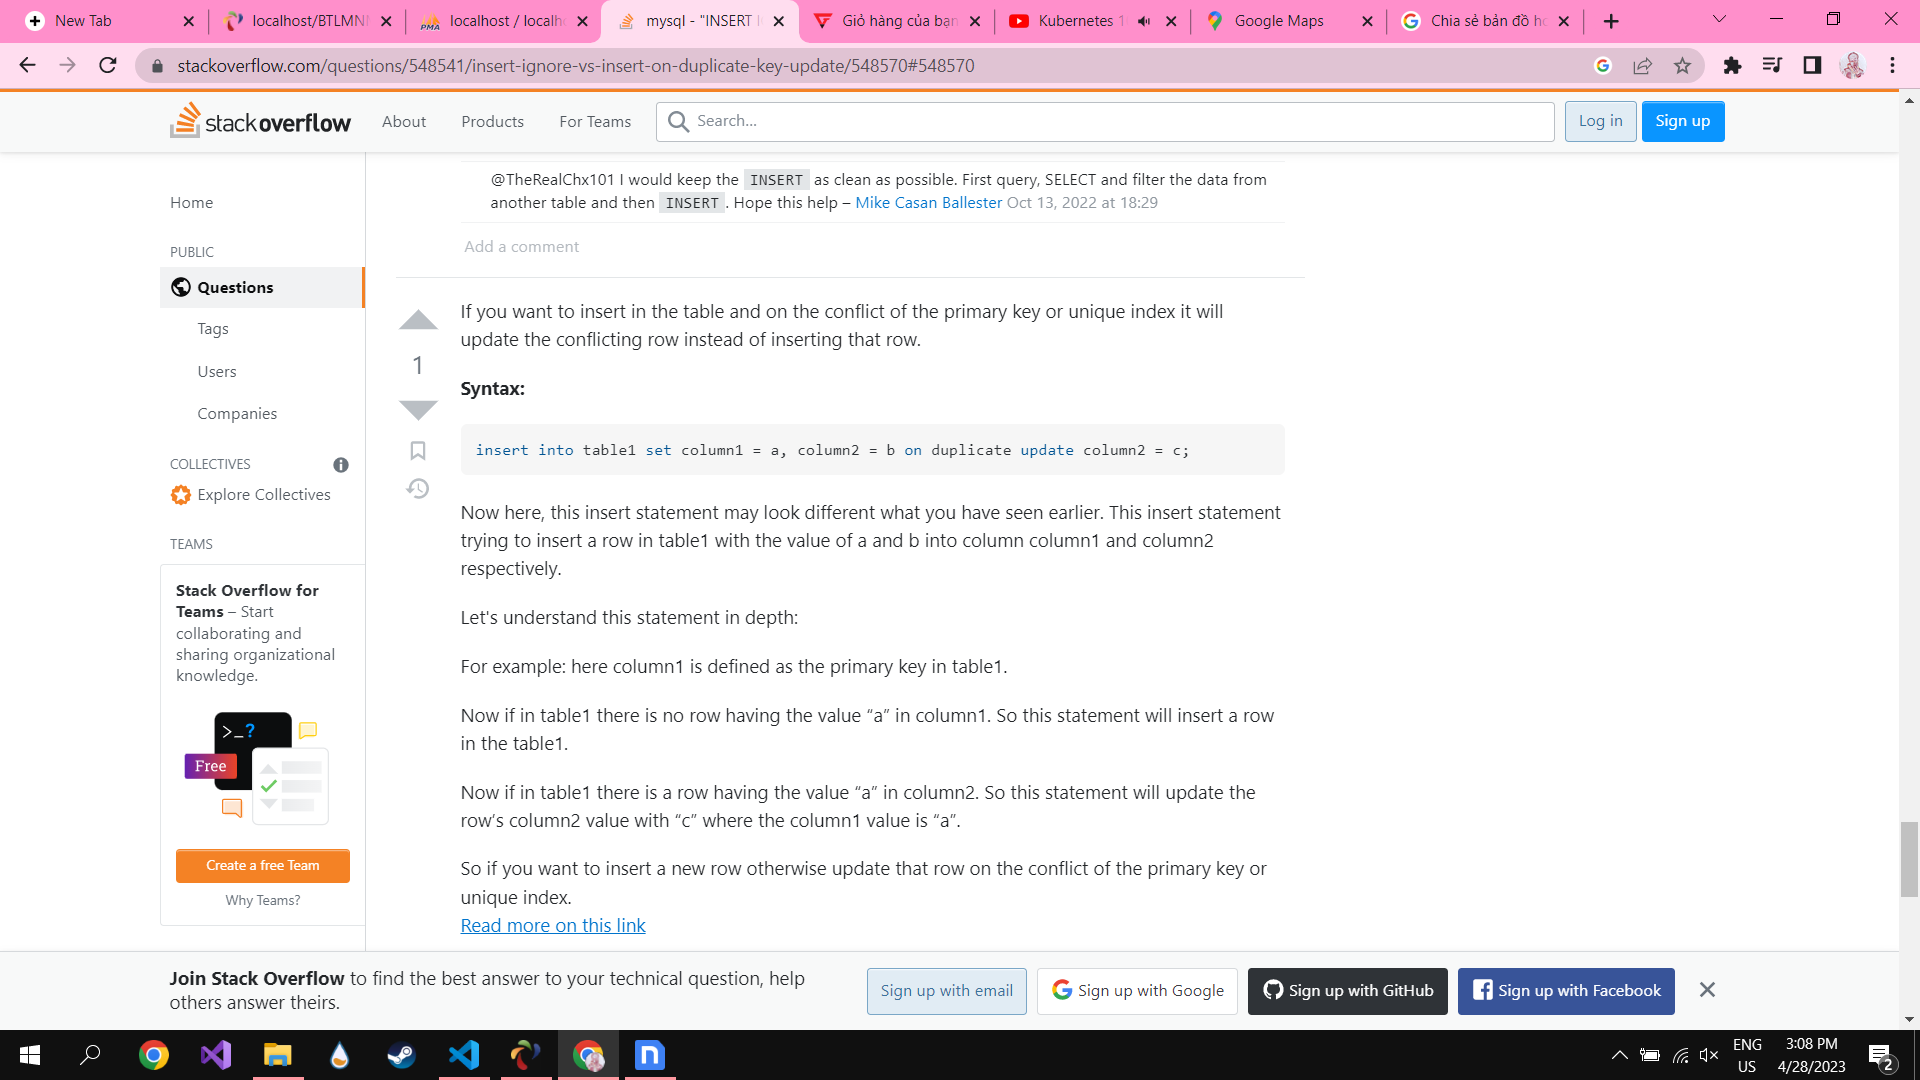 New Tab
localhost/BTLMN
localhost / localh
mysql - "INSERT I
Giỏ hàng của bạn
Kubernetes 1
Google Maps
Chia sẻ bản đồ h
stackoverflow.com/questions/548541/insert-ignore-vs-insert-on-duplicate-key-update/548570#548570
stackoverflow
About
Products
For Teams
Search...
Log in
Sign up
Home
PUBLIC
Questions
Tags
Users
Companies
COLLECTIVES
Explore Collectives
TEAMS
Stack Overflow for
Teams – Start
collaborating and
sharing organizational
knowledge.
>_?
Free
Create a free Team
Why Teams?
@TheRealChx101 I would keep the INSERT as clean as possible. First query, SELECT and filter the data from
another table and then INSERT. Hope this help – Mike Casan Ballester Oct 13, 2022 at 18:29
Add a comment
1
If you want to insert in the table and on the conflict of the primary key or unique index it will
update the conflicting row instead of inserting that row.
Syntax:
insert into table1 set column1 = a, column2 = b on duplicate update column2 = c;
Now here, this insert statement may look different what you have seen earlier. This insert statement
trying to insert a row in table1 with the value of a and b into column column1 and column2
respectively.
Let's understand this statement in depth:
For example: here column1 is defined as the primary key in table1.
Now if in table1 there is no row having the value “a” in column1. So this statement will insert a row
in the table1.
Now if in table1 there is a row having the value “a” in column2. So this statement will update the
row’s column2 value with “c” where the column1 value is “a”.
So if you want to insert a new row otherwise update that row on the conflict of the primary key or
unique index.
Read more on this link
Join Stack Overflow to find the best answer to your technical question, help
others answer theirs.
Sign up with email
Sign up with Google
Sign up with GitHub
Sign up with Facebook
ENG
US
3:08 PM
4/28/2023
2